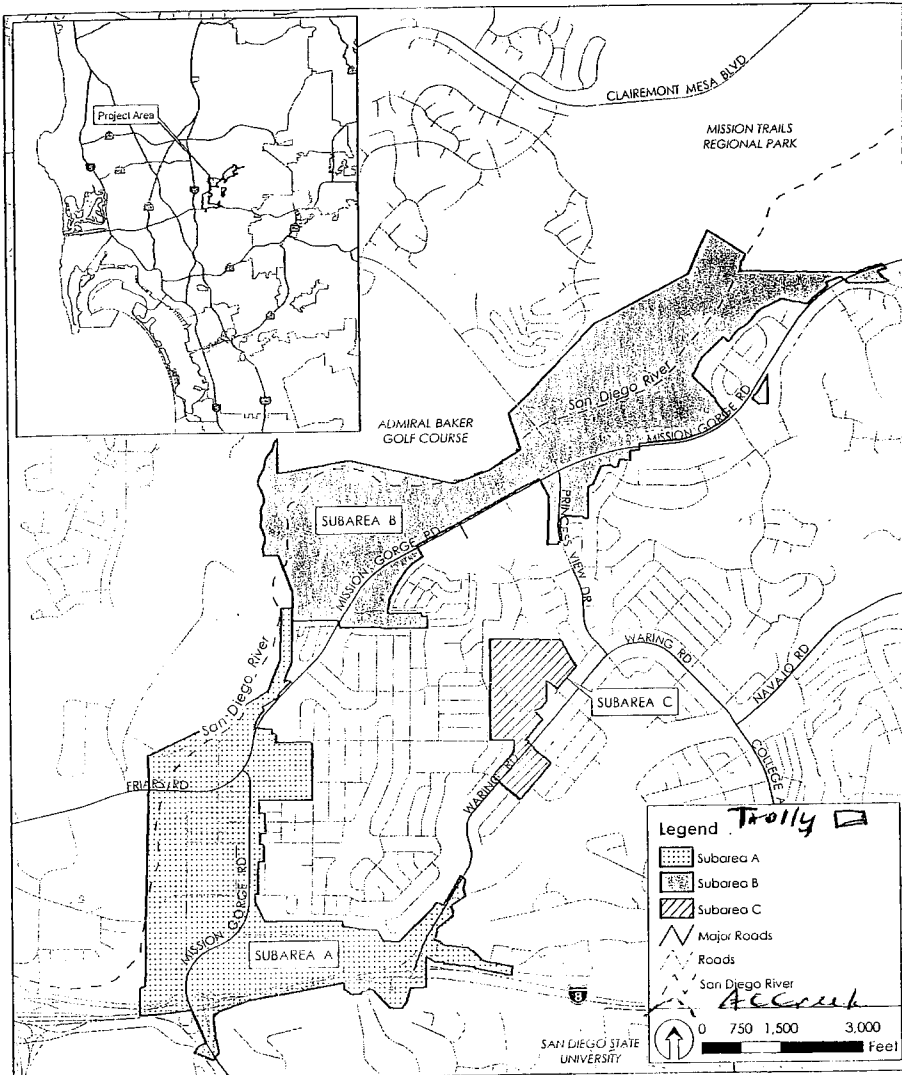 Project Area
CLAIREMONT MESA BLVD
MISSION TRAILS
REGIONAL PARK
San Diego River
MISSION GORGE RD
ADMIRAL BAKER
GOLF COURSE
SUBAREA B
MISSION GORGE RD
PRINCESS VIEW DR
WARING RD
NAVAJO RD
SUBAREA C
San Diego River
COLLEGE A
FRIARS RD
WARING RD
MISSION GORGE RD
SUBAREA A
8
SAN DIEGO STATE
UNIVERSITY
Legend Trolly
Subarea A
Subarea B
Subarea C
Major Roads
Roads
San Diego River
AC Creek
0 750 1,500 3,000
Feet